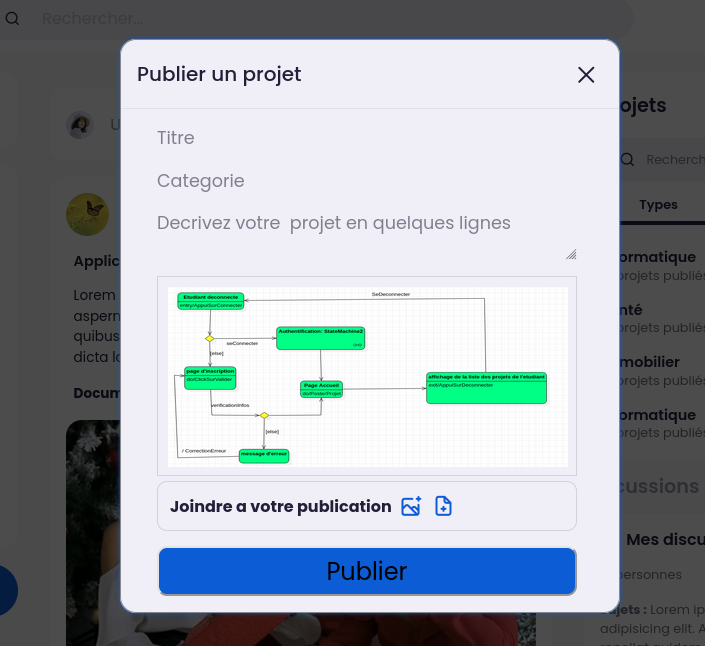 Rechercher...
Publier un projet
ojets
U
Titre
Recherch
Categorie
Types
Decrivez votre  projet en quelques lignes
Applic
ormatique
projets publiés
Lorem
aspern
quibus
dicta lo
SeDeconnecter
Etudiant deconnecte
entry/AppuiSurConnecter
nté
projets publiés
Authentification: StateMachine2
seConnecter
[else]
mobilier
projets publiés
page d'inscription
do/ClickSurValider
affichage de la liste des projets de l'etudiant
exit/AppuiSurDeconnecter
Page Accueil
do/PosterProjet
Docum
verificationInfos
ormatique
projets publiés
[else]
/ CorrectionErreur
message d'erreur
cussions
Joindre a votre publication
Mes discu
Publier
personnes
ujets : Lorem ip
adipisicing elit. A